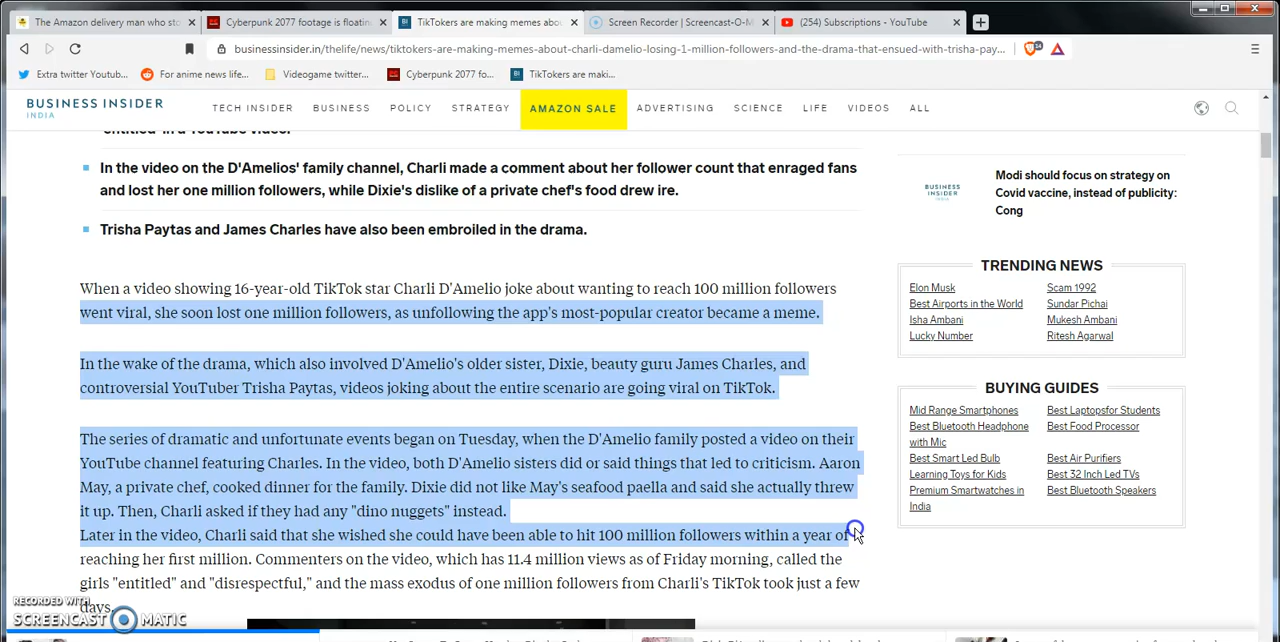 The Amazon delivery man who sto
Cyberpunk 2077 footage is floatin
TikTokers are making memes abou
Screen Recorder | Screencast-O-M
(254) Subscriptions - YouTube
businessinsider.in/thelife/news/tiktokers-are-making-memes-about-charli-damelio-losing-1-million-followers-and-the-drama-that-ensued-with-trisha-pay...
14
Extra twitter Youtub...
For anime news life...
Videogame twitter...
Cyberpunk 2077 fo...
TikTokers are maki...
BUSINESS INSIDER
INDIA
TECH INSIDER
BUSINESS
POLICY
STRATEGY
AMAZON SALE
ADVERTISING
SCIENCE
LIFE
VIDEOS
ALL
'entitled' in a YouTube video.
In the video on the D'Amelios' family channel, Charli made a comment about her follower count that enraged fans
and lost her one million followers, while Dixie's dislike of a private chef's food drew ire.
Trisha Paytas and James Charles have also been embroiled in the drama.
When a video showing 16-year-old TikTok star Charli D'Amelio joke about wanting to reach 100 million followers
went viral, she soon lost one million followers, as unfollowing the app's most-popular creator became a meme.
In the wake of the drama, which also involved D'Amelio's older sister, Dixie, beauty guru James Charles, and
controversial YouTuber Trisha Paytas, videos joking about the entire scenario are going viral on TikTok.
The series of dramatic and unfortunate events began on Tuesday, when the D'Amelio family posted a video on their
YouTube channel featuring Charles. In the video, both D'Amelio sisters did or said things that led to criticism. Aaron
May, a private chef, cooked dinner for the family. Dixie did not like May's seafood paella and said she actually threw
it up. Then, Charli asked if they had any "dino nuggets" instead.
Later in the video, Charli said that she wished she could have been able to hit 100 million followers within a year of
reaching her first million. Commenters on the video, which has 11.4 million views as of Friday morning, called the
girls "entitled" and "disrespectful," and the mass exodus of one million followers from Charli's TikTok took just a few
days.
BUSINESS
INSIDER
Modi should focus on strategy on
Covid vaccine, instead of publicity:
Cong
TRENDING NEWS
Elon Musk
Scam 1992
Best Airports in the World
Sundar Pichai
Isha Ambani
Mukesh Ambani
Lucky Number
Ritesh Agarwal
BUYING GUIDES
Mid Range Smartphones
Best Laptopsfor Students
Best Bluetooth Headphone
with Mic
Best Food Processor
Best Smart Led Bulb
Best Air Purifiers
Learning Toys for Kids
Best 32 Inch Led TVs
Premium Smartwatches in
India
Best Bluetooth Speakers
RECORDED WITH
SCREENCAST MATIC